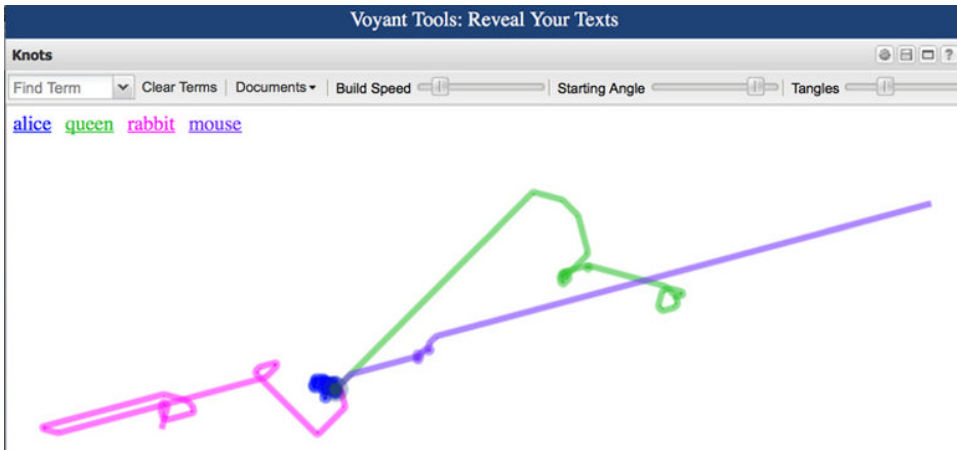 Voyant Tools: Reveal Your Texts
Knots
?
Find Term Clear Terms Documents Build Speed Starting Angle Tangles
alice queen rabbit mouse